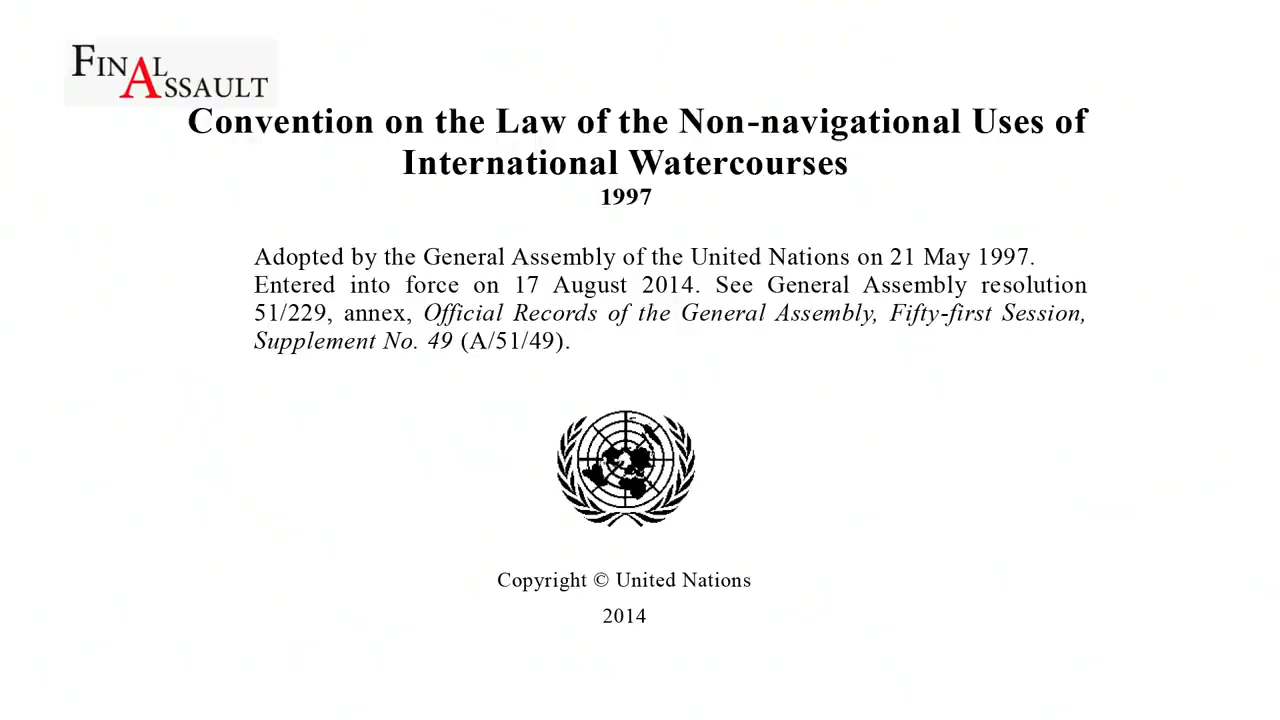 FINAL
ASSAULT
Convention on the Law of the Non-navigational Uses of
International Watercourses
1997
Adopted by the General Assembly of the United Nations on 21 May 1997.
Entered into force on 17 August 2014. See General Assembly resolution
51/229, annex, Official Records of the General Assembly, Fifty-first Session,
Supplement No. 49 (A/51/49).
Copyright © United Nations
2014